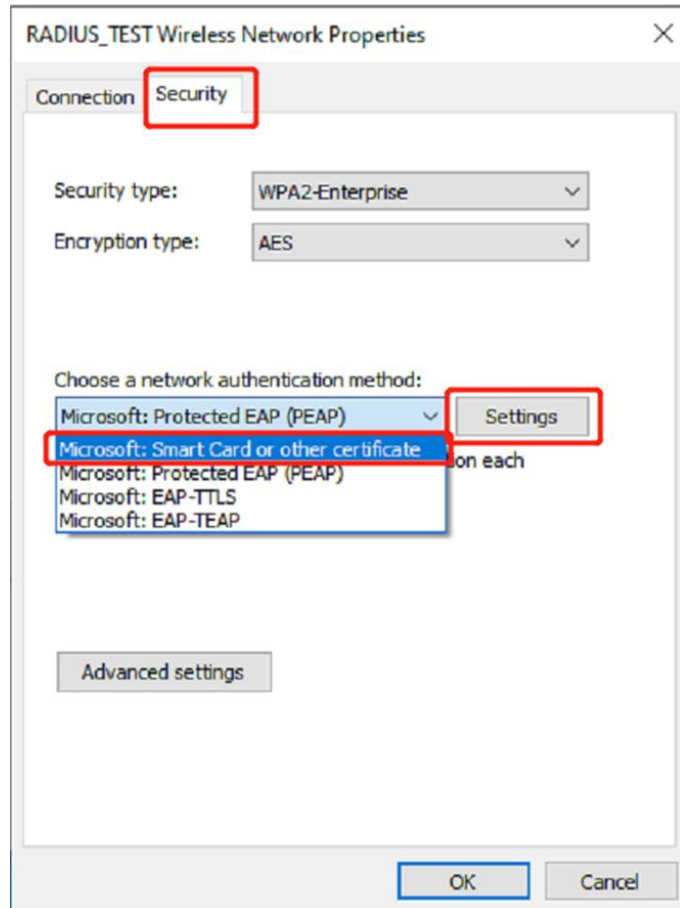 RADIUS_TEST Wireless Network Properties
Connection Security
Security type: WPA2-Enterprise
Encryption type: AES
Choose a network authentication method:
Microsoft: Protected EAP (PEAP) Settings
Microsoft: Smart Card or other certificate
on each
Microsoft: Protected EAP (PEAP)
Microsoft: EAP-TTLS
Microsoft: EAP-TEAP
Advanced settings
OK Cancel